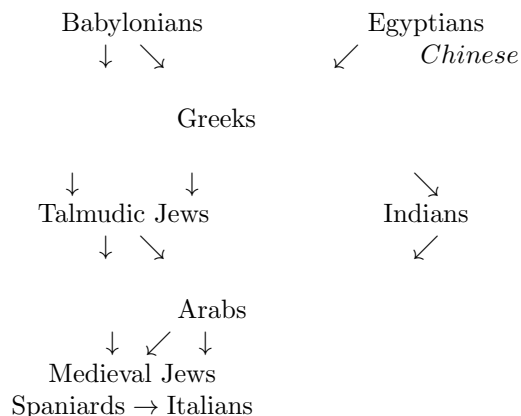 Babylonians Egyptians
↓ ↘ ↙ Chinese
Greeks
↓ ↓ ↘
Talmudic Jews Indians
↓ ↘ ↙
Arabs
↓ ↙ ↓
Medieval Jews
Spaniards → Italians